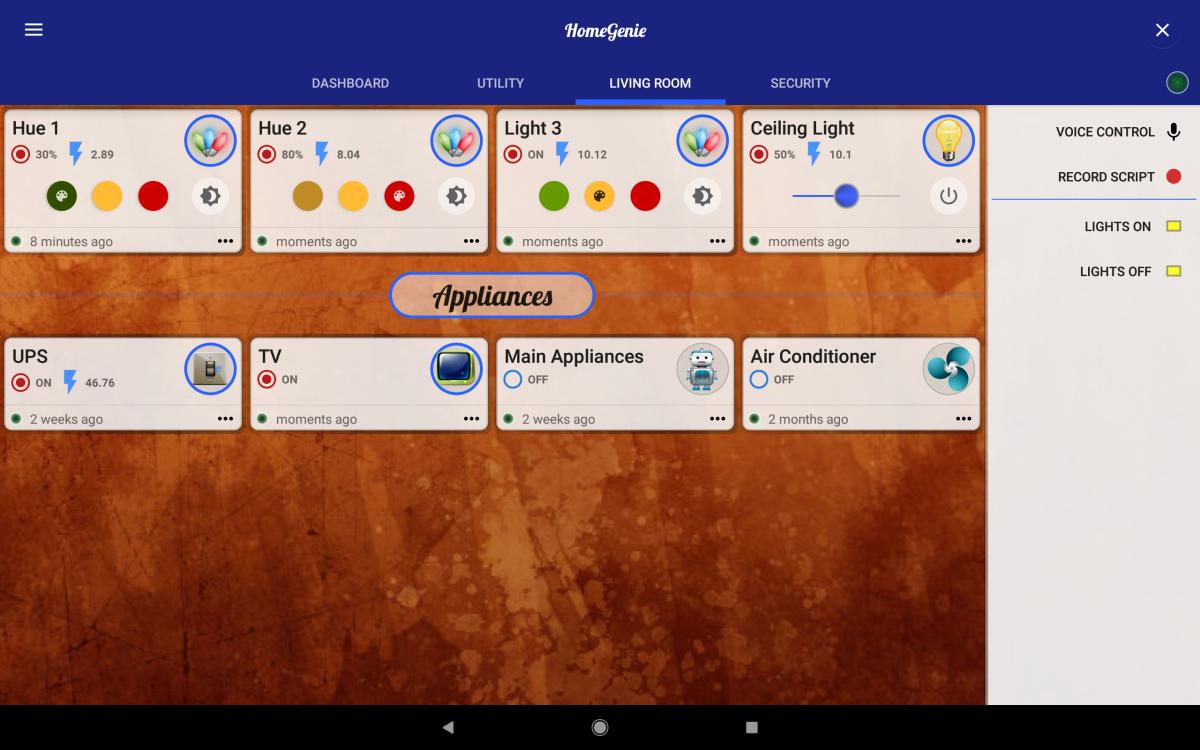 HomeGenie
DASHBOARD UTILITY LIVING ROOM SECURITY
Hue 1
30% 2.89
8 minutes ago
Hue 2
80% 8.04
moments ago
Light 3
ON 10.12
moments ago
Ceiling Light
50% 10.1
moments ago
Appliances
UPS
ON 46.76
2 weeks ago
TV
ON
moments ago
Main Appliances
OFF
2 weeks ago
Air Conditioner
OFF
2 months ago
VOICE CONTROL
RECORD SCRIPT
LIGHTS ON
LIGHTS OFF